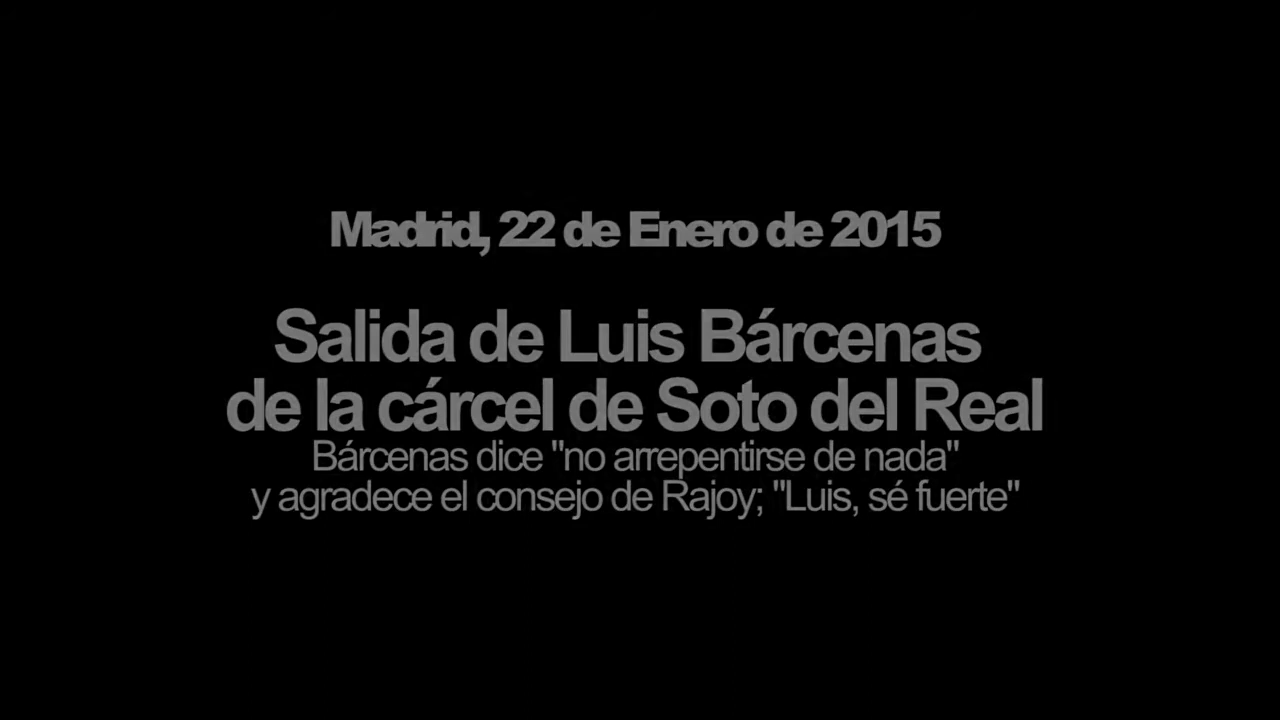 Madrid, 22 de Enero de 2015
Salida de Luis Bárcenas
de la cárcel de Soto del Real
Bárcenas dice "no arrepentirse de nada"
y agradece el consejo de Rajoy; "Luis, sé fuerte"